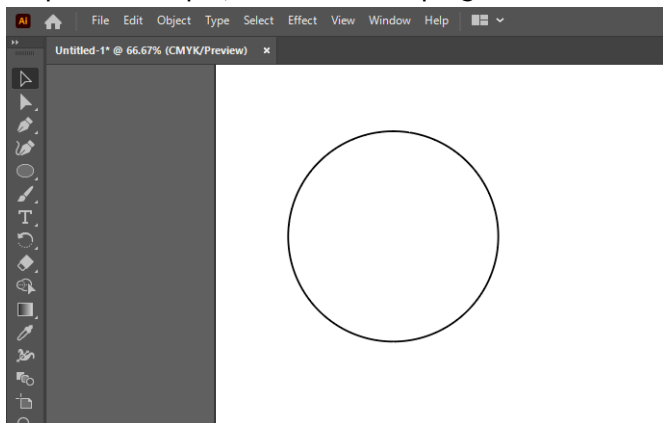 Ai File Edit Object Type Select Effect View Window Help
Untitled-1* @ 66.67% (CMYK/Preview) ×
T